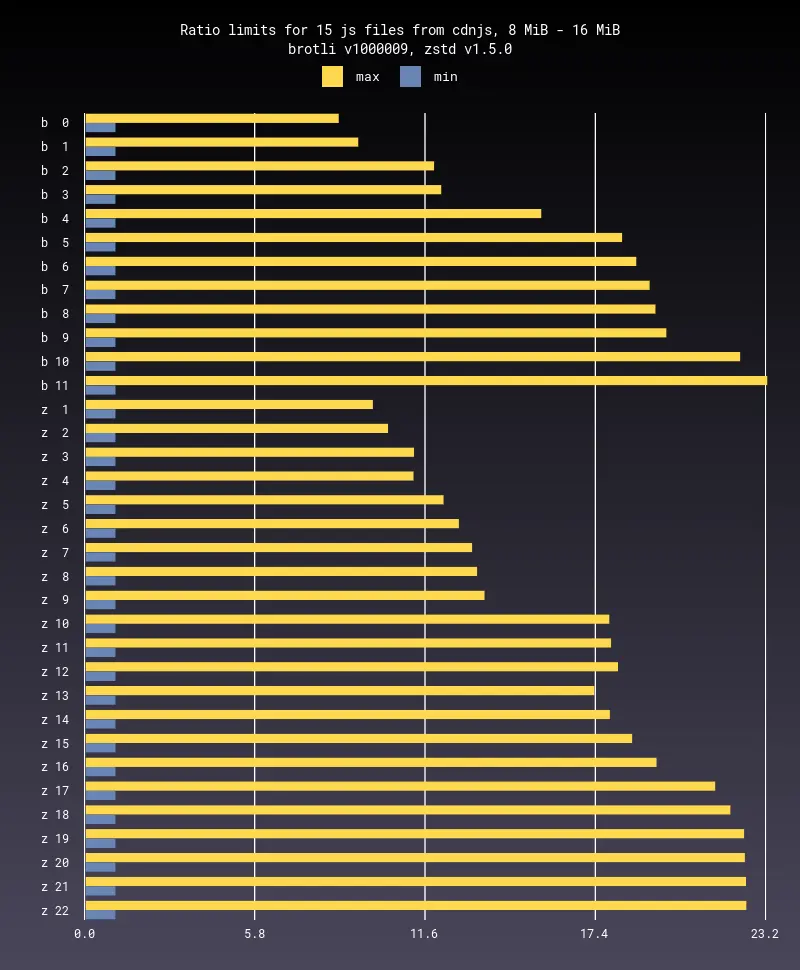 Ratio limits for 15 js files from cdnjs, 8 MiB - 16 MiB
brotli v1000009, zstd v1.5.0
max min
b 0
b 1
b 2
b 3
b 4
b 5
b 6
b 7
b 8
b 9
b 10
b 11
z 1
z 2
z 3
z 4
z 5
z 6
z 7
z 8
z 9
z 10
z 11
z 12
z 13
z 14
z 15
z 16
z 17
z 18
z 19
z 20
z 21
z 22
0.0 5.8 11.6 17.4 23.2